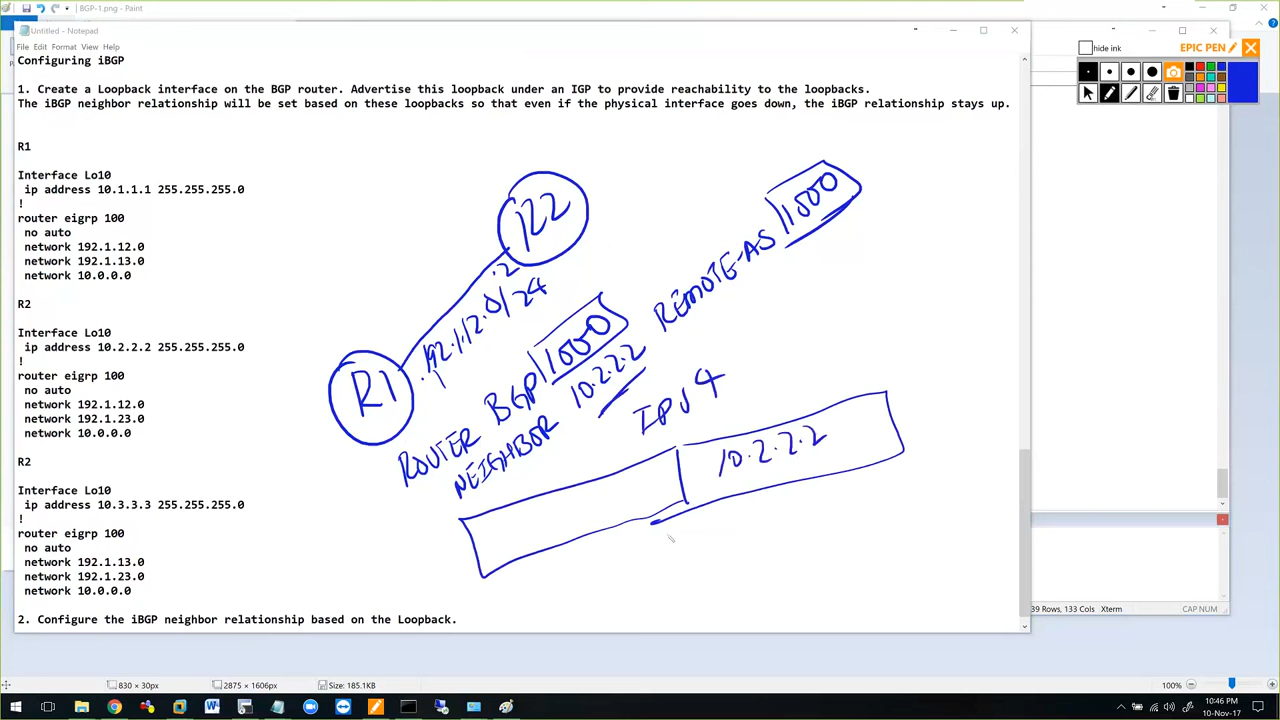 BGP-1.png - Paint
Untitled - Notepad
File Edit Format View Help
hide ink
EPIC PEN
Configuring iBGP
1. Create a Loopback interface on the BGP router. Advertise this loopback under an IGP to provide reachability to the loopbacks.
The iBGP neighbor relationship will be set based on these loopbacks so that even if the physical interface goes down, the iBGP relationship stays up.
R1
Interface Lo10
ip address 10.1.1.1 255.255.255.0
!
router eigrp 100
no auto
network 192.1.12.0
network 192.1.13.0
network 10.0.0.0
R2
Interface Lo10
ip address 10.2.2.2 255.255.255.0
!
router eigrp 100
no auto
network 192.1.12.0
network 192.1.23.0
network 10.0.0.0
R2
Interface Lo10
ip address 10.3.3.3 255.255.255.0
!
router eigrp 100
no auto
network 192.1.13.0
network 192.1.23.0
network 10.0.0.0
2. Configure the iBGP neighbor relationship based on the Loopback.
R2
.2
192.1.12.0/24
.1
R1
ROUTER BGP 1000
NEIGHBOR 10.2.2.2 REMOTE-AS 1000
IPv4
10.2.2.2
39 Rows, 133 Cols Xterm CAP NUM
830 × 30px
2875 × 1606px
Size: 185.1KB
100%
10:46 PM
10-Nov-17